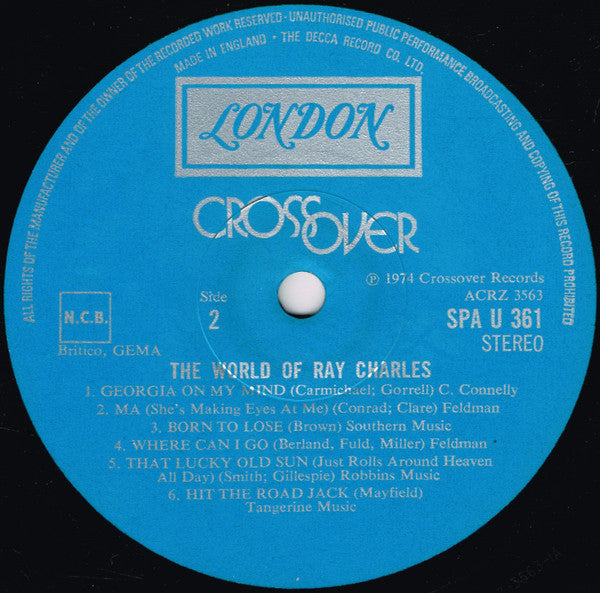 ALL RIGHTS OF THE MANUFACTURER AND OF THE OWNER OF THE RECORDED WORK RESERVED · UNAUTHORISED PUBLIC PERFORMANCE BROADCASTING AND COPYING OF THIS RECORD PROHIBITED
MADE IN ENGLAND · THE DECCA RECORD CO. LTD.
LONDON
CROSSOVER
℗ 1974 Crossover Records
ACRZ 3563
Side
2
SPA U 361
STEREO
N.C.B.
Britico, GEMA
THE WORLD OF RAY CHARLES
1. GEORGIA ON MY MIND (Carmichael; Gorrell) C. Connelly
2. MA (She's Making Eyes At Me) (Conrad; Clare) Feldman
3. BORN TO LOSE (Brown) Southern Music
4. WHERE CAN I GO (Berland, Fuld, Miller) Feldman
5. THAT LUCKY OLD SUN (Just Rolls Around Heaven
All Day) (Smith; Gillespie) Robbins Music
6. HIT THE ROAD JACK (Mayfield)
Tangerine Music